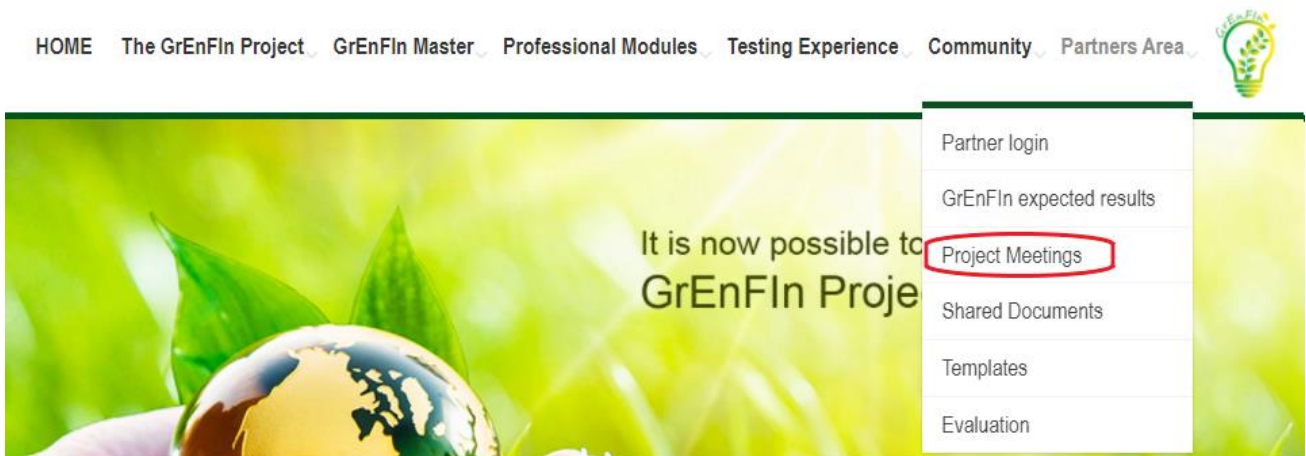 HOME The GrEnFIn Project GrEnFIn Master Professional Modules Testing Experience Community Partners Area
GrEnFIn
Partner login
GrEnFIn expected results
It is now possible to
Project Meetings
GrEnFIn Proje
Shared Documents
Templates
Evaluation